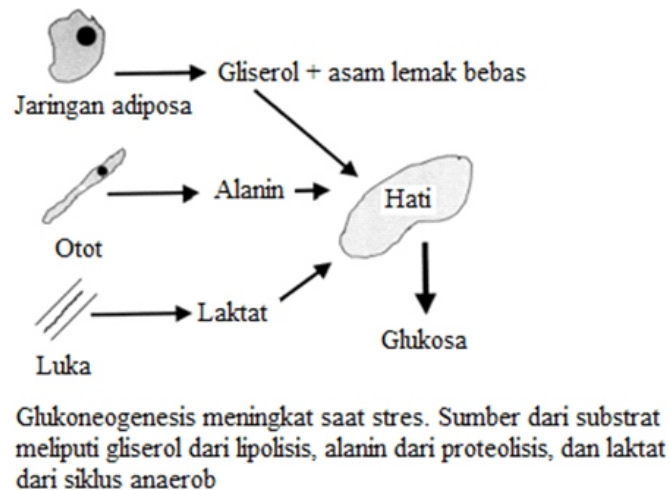 Jaringan adiposa
Gliserol + asam lemak bebas
Otot
Alanin
Hati
Luka
Laktat
Glukosa
Glukoneogenesis meningkat saat stres. Sumber dari substrat
meliputi gliserol dari lipolisis, alanin dari proteolisis, dan laktat
dari siklus anaerob